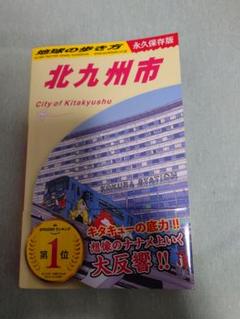 地球の歩き方
永久保存版
北九州市
City of Kitakyushu
KOKURA STATION
キタキューの底力!!
想像のナナメ上いく
大反響!!
第1位